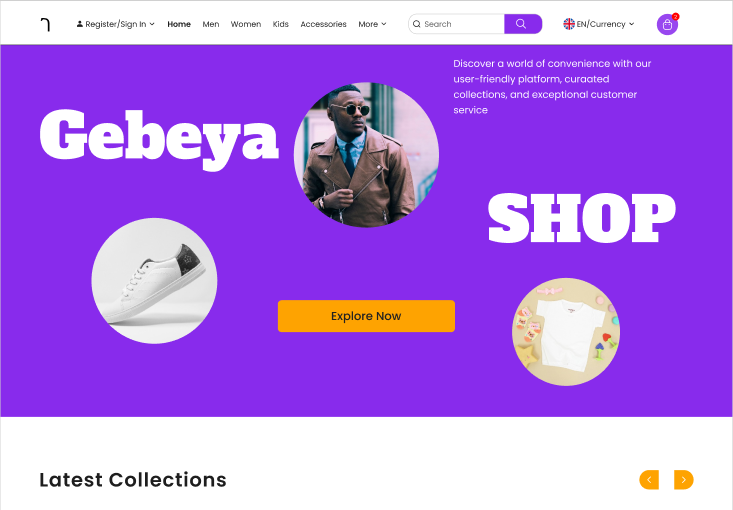 Register/Sign In
Home
Men
Women
Kids
Accessories
More
Search
EN/Currency
2
Discover a world of convenience with our
user-friendly platform, curaated
collections, and exceptional customer
service
Gebeya
SHOP
Explore Now
Latest Collections